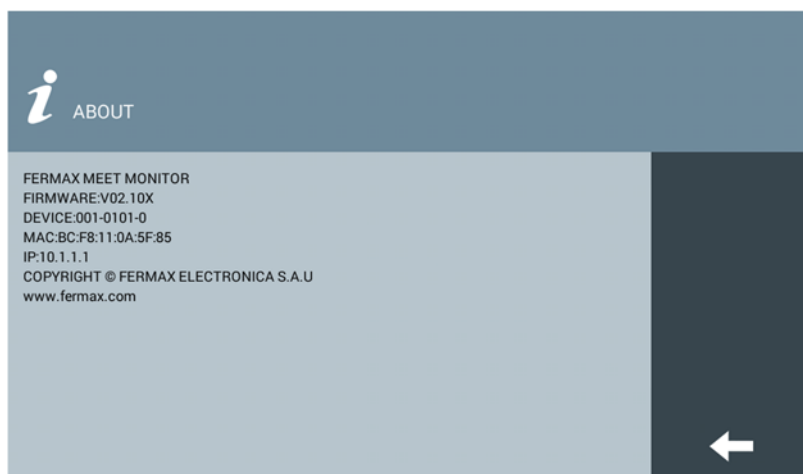 ABOUT
FERMAX MEET MONITOR
FIRMWARE:V02.10X
DEVICE:001-0101-0
MAC:BC:F8:11:0A:5F:85
IP:10.1.1.1
COPYRIGHT © FERMAX ELECTRONICA S.A.U
www.fermax.com